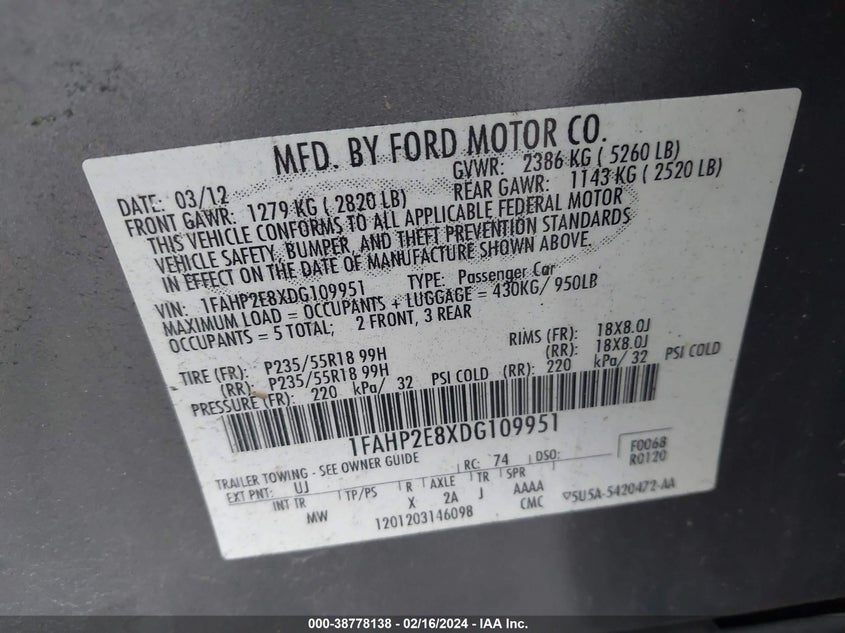 MFD. BY FORD MOTOR CO.
DATE: 03/12 GVWR: 2386 KG ( 5260 LB)
FRONT GAWR: 1279 KG ( 2820 LB) REAR GAWR: 1143 KG ( 2520 LB)
THIS VEHICLE CONFORMS TO ALL APPLICABLE FEDERAL MOTOR
VEHICLE SAFETY, BUMPER, AND THEFT PREVENTION STANDARDS
IN EFFECT ON THE DATE OF MANUFACTURE SHOWN ABOVE.
VIN: 1FAHP2E8XDG109951 TYPE: Passenger Car
MAXIMUM LOAD = OCCUPANTS + LUGGAGE = 430KG/ 950LB
OCCUPANTS = 5 TOTAL; 2 FRONT, 3 REAR
TIRE (FR): P235/55R18 99H RIMS (FR): 18X8.0J
(RR): P235/55R18 99H (RR): 18X8.0J
PRESSURE (FR): 220 kPa/ 32 PSI COLD (RR): 220 kPa/ 32 PSI COLD
1FAHP2E8XDG109951
F0068
TRAILER TOWING - SEE OWNER GUIDE RC: 74 DSO: R0120
EXT PNT: UJ
INT TR TP/PS R AXLE TR SPR
MW X 2A J AAAA
1201203146098 CMC 5U5A-5420472-AA
000-38778138 - 02/16/2024 - IAA Inc.